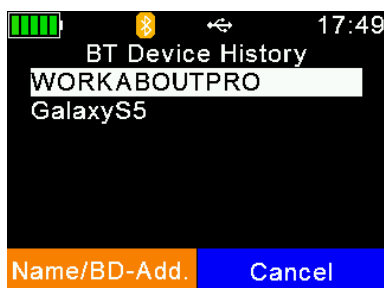 17:49
BT Device History
WORKABOUTPRO
GalaxyS5
Name/BD-Add. Cancel